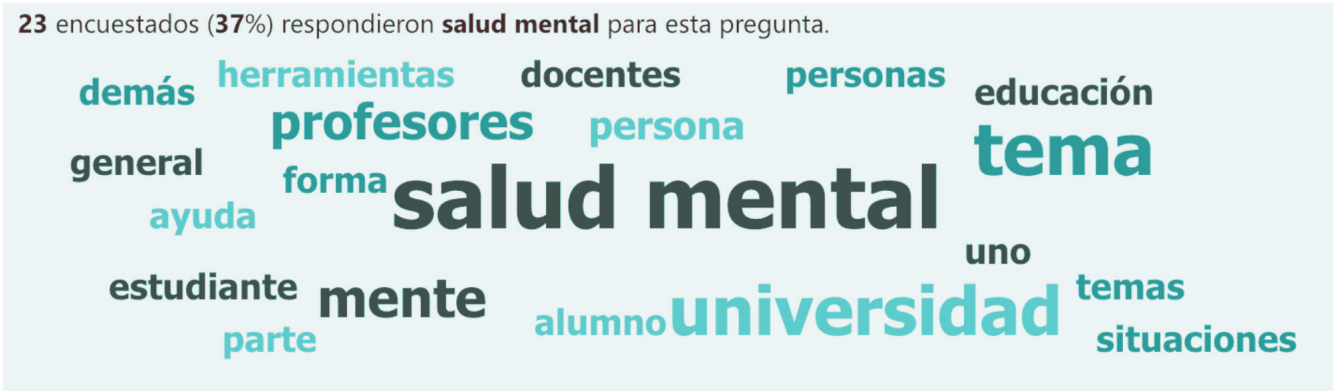 23 encuestados (37%) respondieron salud mental para esta pregunta.
demás herramientas docentes personas educación
profesores persona tema
general forma salud mental
ayuda
uno
estudiante mente alumno universidad temas
parte situaciones